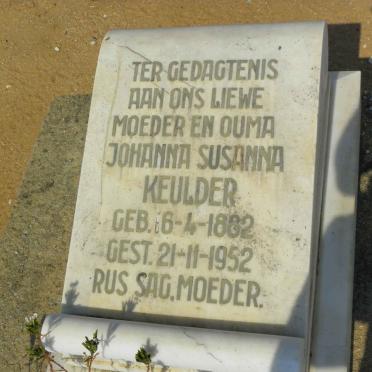 TER GEDAGTENIS
AAN ONS LIEWE
MOEDER EN OUMA
JOHANNA SUSANNA
KEULDER
GEB. 6-4-1882
GEST. 21-11-1952
RUS SAG, MOEDER.